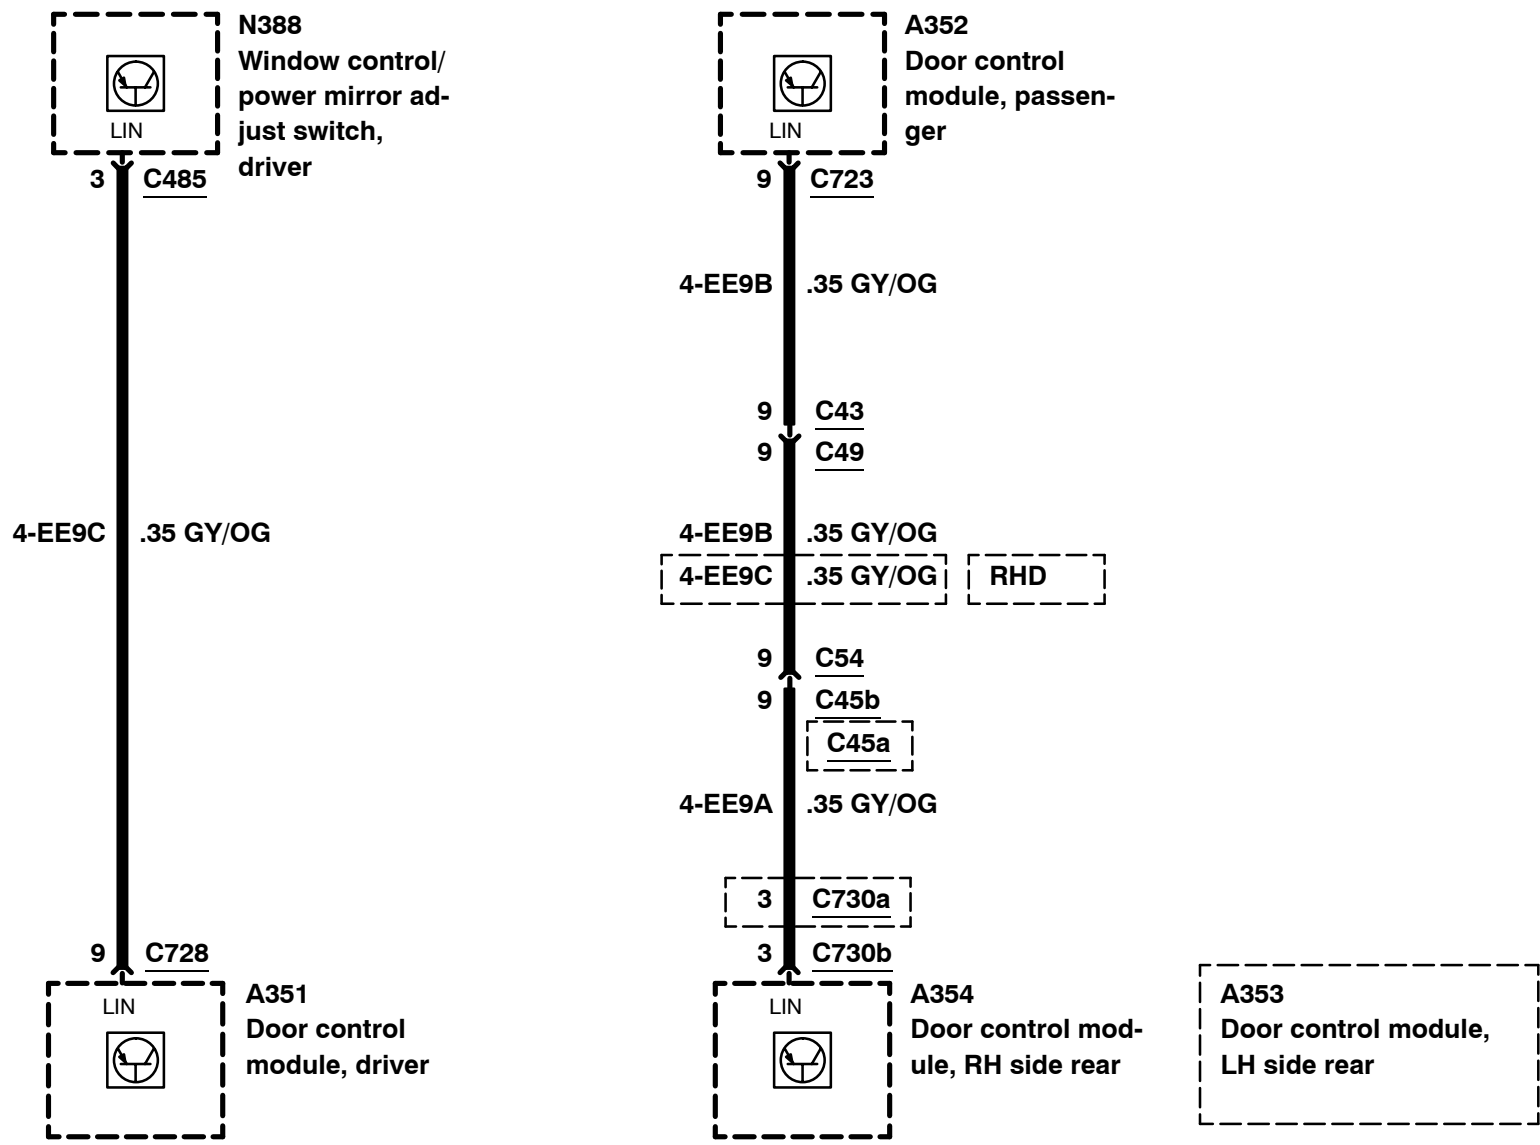 N388
Window control/
power mirror ad-
just switch,
driver
LIN
3 C485
4-EE9C .35 GY/OG
9 C728
LIN
A351
Door control
module, driver
A352
Door control
module, passen-
ger
LIN
9 C723
4-EE9B .35 GY/OG
9 C43
9 C49
4-EE9B .35 GY/OG
4-EE9C .35 GY/OG RHD
9 C54
9 C45b
C45a
4-EE9A .35 GY/OG
3 C730a
3 C730b
LIN
A354
Door control mod-
ule, RH side rear
A353
Door control module,
LH side rear